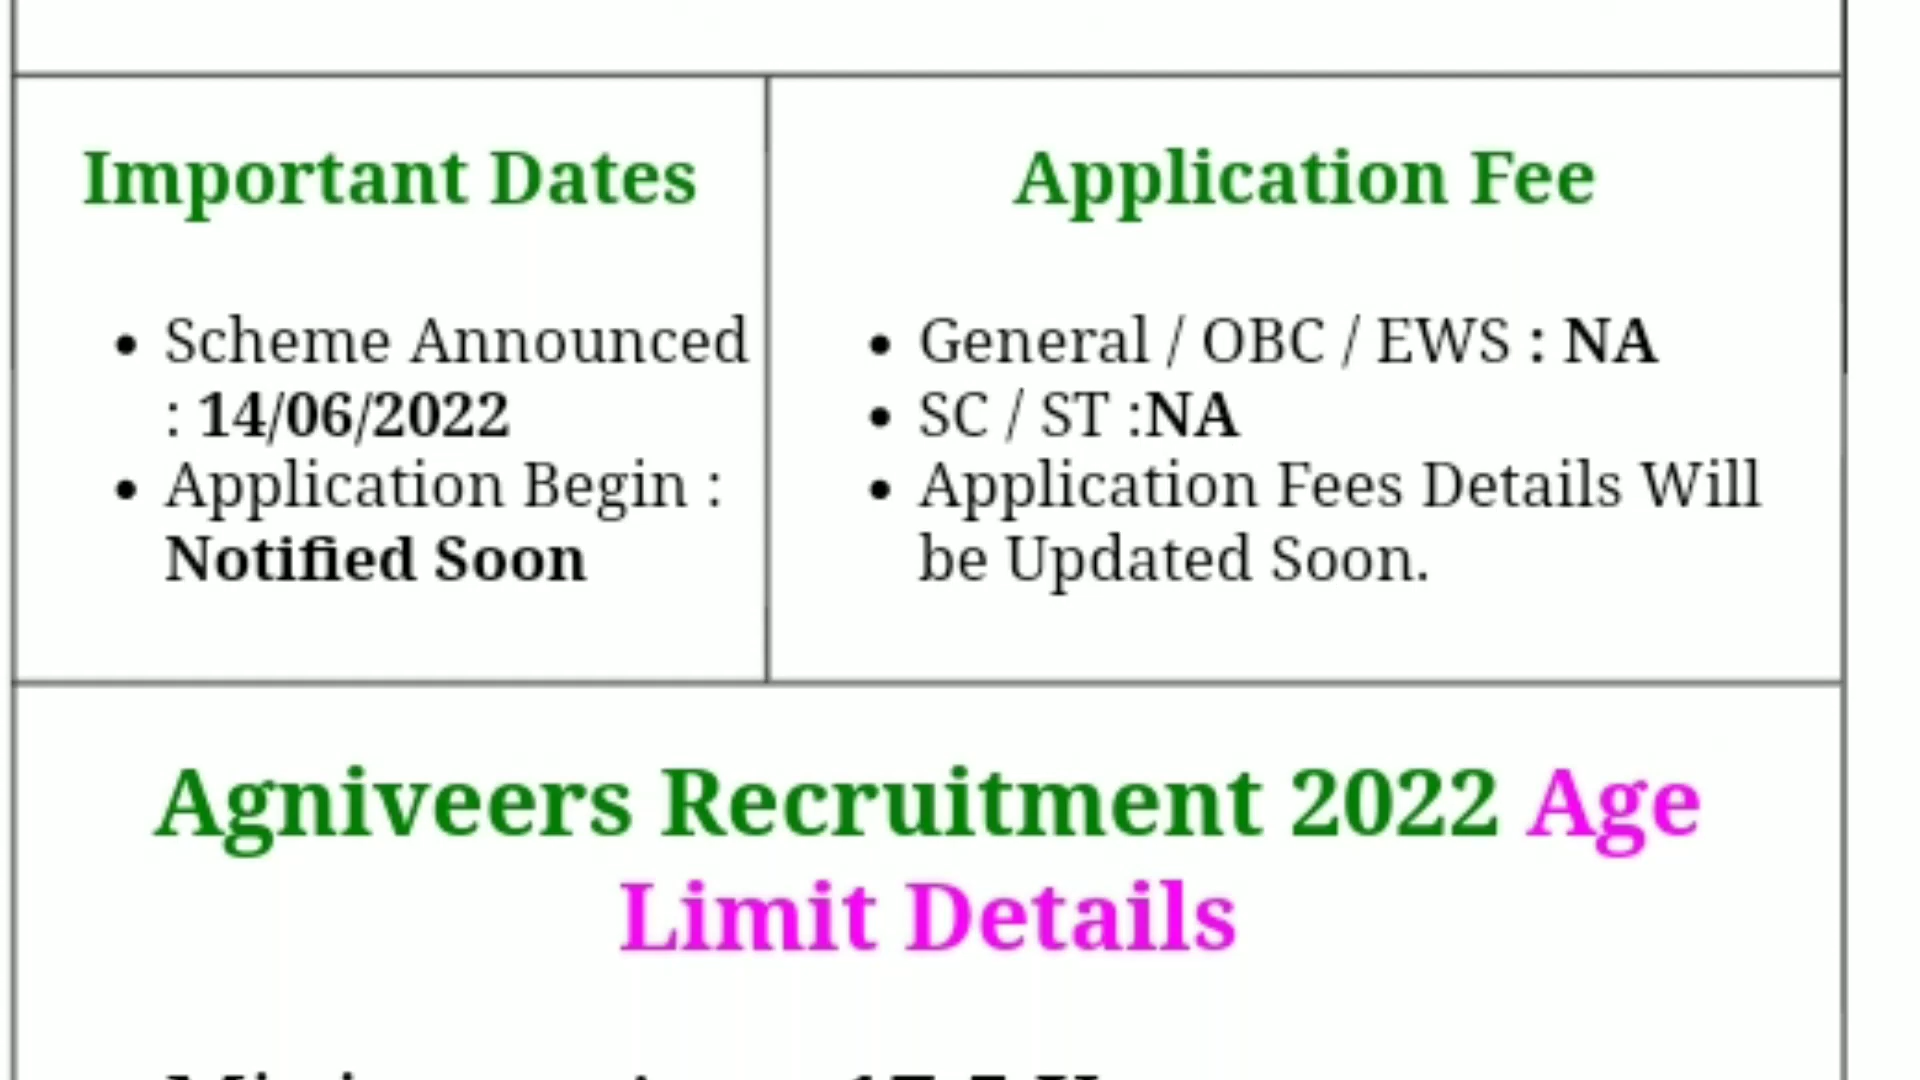 Important Dates
Scheme Announced
: 14/06/2022
Application Begin :
Notified Soon
Application Fee
General / OBC / EWS : NA
SC / ST :NA
Application Fees Details Will
be Updated Soon.
Agniveers Recruitment 2022 Age
Limit Details